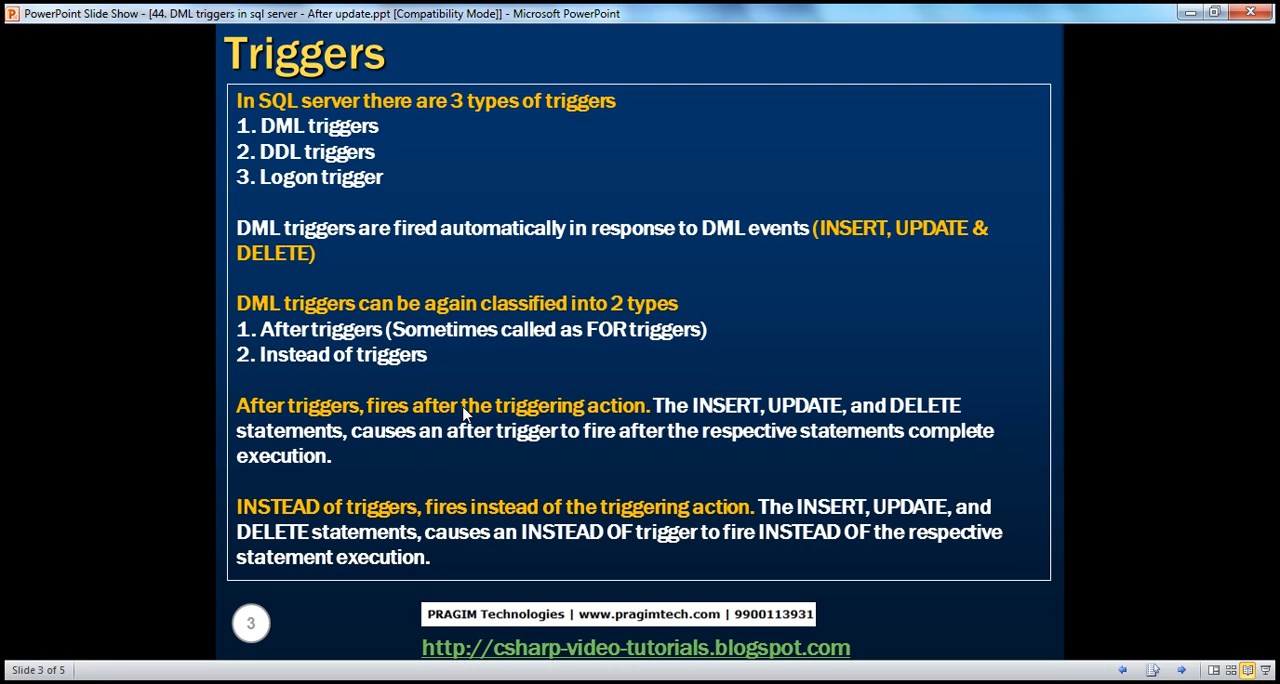 PowerPoint Slide Show - [44. DML triggers in sql server - After update.ppt [Compatibility Mode]] - Microsoft PowerPoint
Triggers
In SQL server there are 3 types of triggers
1. DML triggers
2. DDL triggers
3. Logon trigger
DML triggers are fired automatically in response to DML events (INSERT, UPDATE &
DELETE)
DML triggers can be again classified into 2 types
1. After triggers (Sometimes called as FOR triggers)
2. Instead of triggers
After triggers, fires after the triggering action. The INSERT, UPDATE, and DELETE
statements, causes an after trigger to fire after the respective statements complete
execution.
INSTEAD of triggers, fires instead of the triggering action. The INSERT, UPDATE, and
DELETE statements, causes an INSTEAD OF trigger to fire INSTEAD OF the respective
statement execution.
3
PRAGIM Technologies | www.pragimtech.com | 9900113931
http://csharp-video-tutorials.blogspot.com
Slide 3 of 5